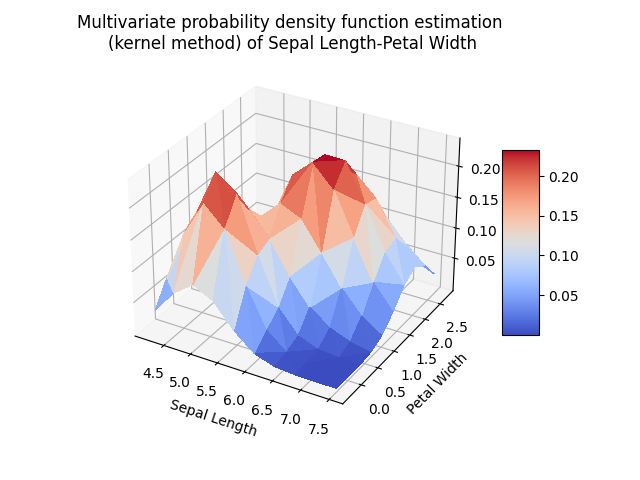 Multivariate probability density function estimation
(kernel method) of Sepal Length-Petal Width
0.20
0.15
0.10
0.05
0.20
0.15
0.10
0.05
4.5 5.0 5.5 6.0 6.5 7.0 7.5
Sepal Length
0.0 0.5 1.0 1.5 2.0 2.5
Petal Width